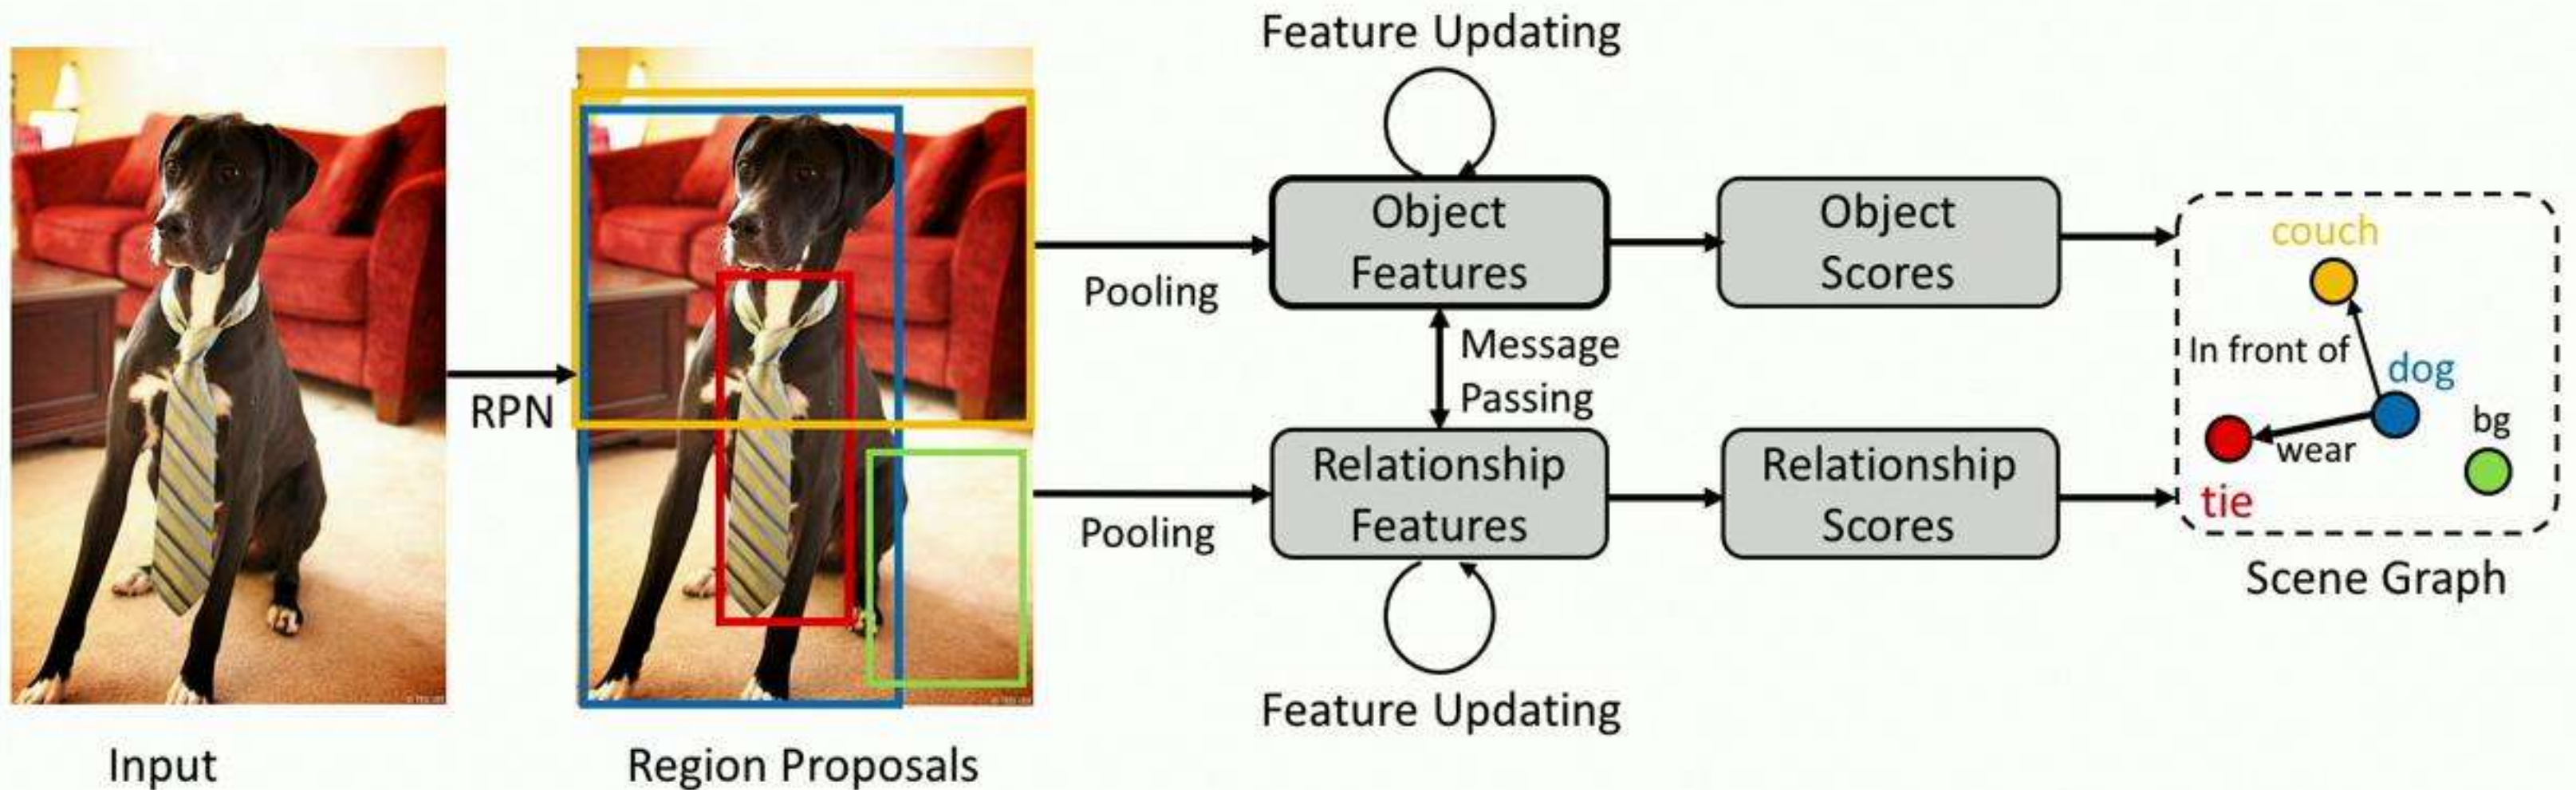 Feature Updating
Object
Features
Object
Scores
couch
Pooling
Message
Passing
In front of
dog
RPN
bg
wear
Relationship
Features
Relationship
Scores
tie
Pooling
Scene Graph
Feature Updating
Input
Region Proposals